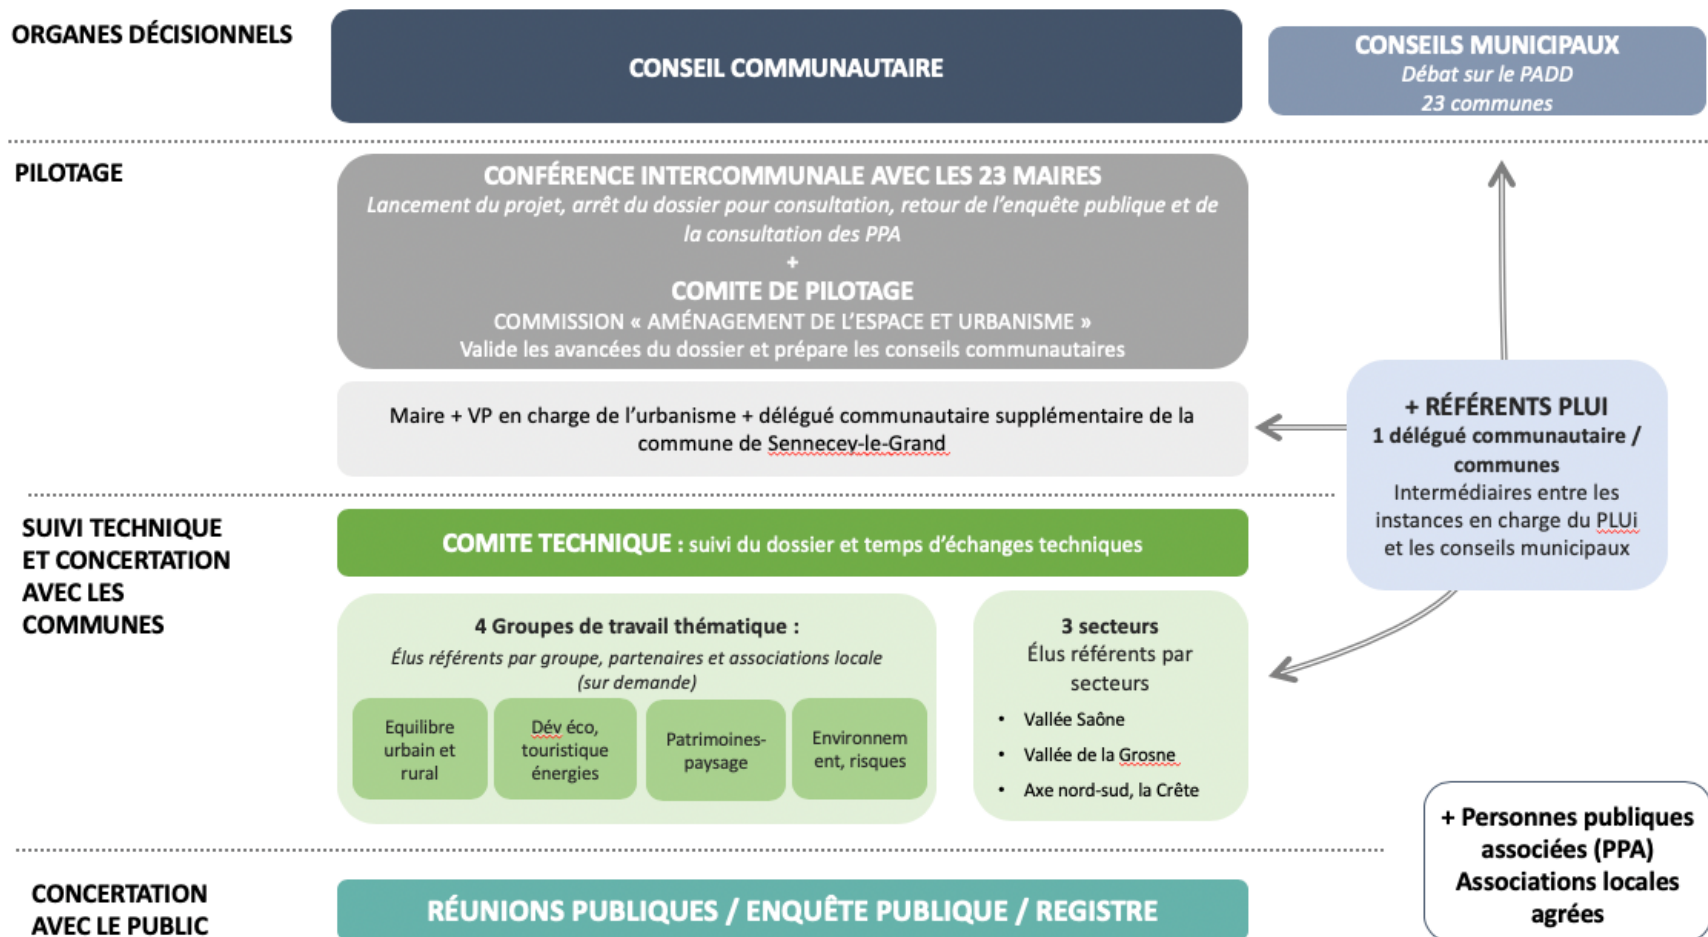 ORGANES DÉCISIONNELS
CONSEIL COMMUNAUTAIRE
CONSEILS MUNICIPAUX
Débat sur le PADD
23 communes
PILOTAGE
CONFÉRENCE INTERCOMMUNALE AVEC LES 23 MAIRES
Lancement du projet, arrêt du dossier pour consultation, retour de l'enquête publique et de
la consultation des PPA
+
COMITE DE PILOTAGE
COMMISSION « AMÉNAGEMENT DE L'ESPACE ET URBANISME »
Valide les avancées du dossier et prépare les conseils communautaires
Maire + VP en charge de l'urbanisme + délégué communautaire supplémentaire de la
commune de Sennecey-le-Grand
+ RÉFÉRENTS PLUI
1 délégué communautaire /
communes
Intermédiaires entre les
instances en charge du PLUi
et les conseils municipaux
SUIVI TECHNIQUE
ET CONCERTATION
AVEC LES
COMMUNES
COMITE TECHNIQUE : suivi du dossier et temps d'échanges techniques
4 Groupes de travail thématique :
Élus référents par groupe, partenaires et associations locale
(sur demande)
Equilibre
urbain et
rural
Dév éco,
touristique
énergies
Patrimoines-
paysage
Environnem
ent, risques
3 secteurs
Élus référents par
secteurs
• Vallée Saône
• Vallée de la Grosne
• Axe nord-sud, la Crête
+ Personnes publiques
associées (PPA)
Associations locales
agrées
CONCERTATION
AVEC LE PUBLIC
RÉUNIONS PUBLIQUES / ENQUÊTE PUBLIQUE / REGISTRE